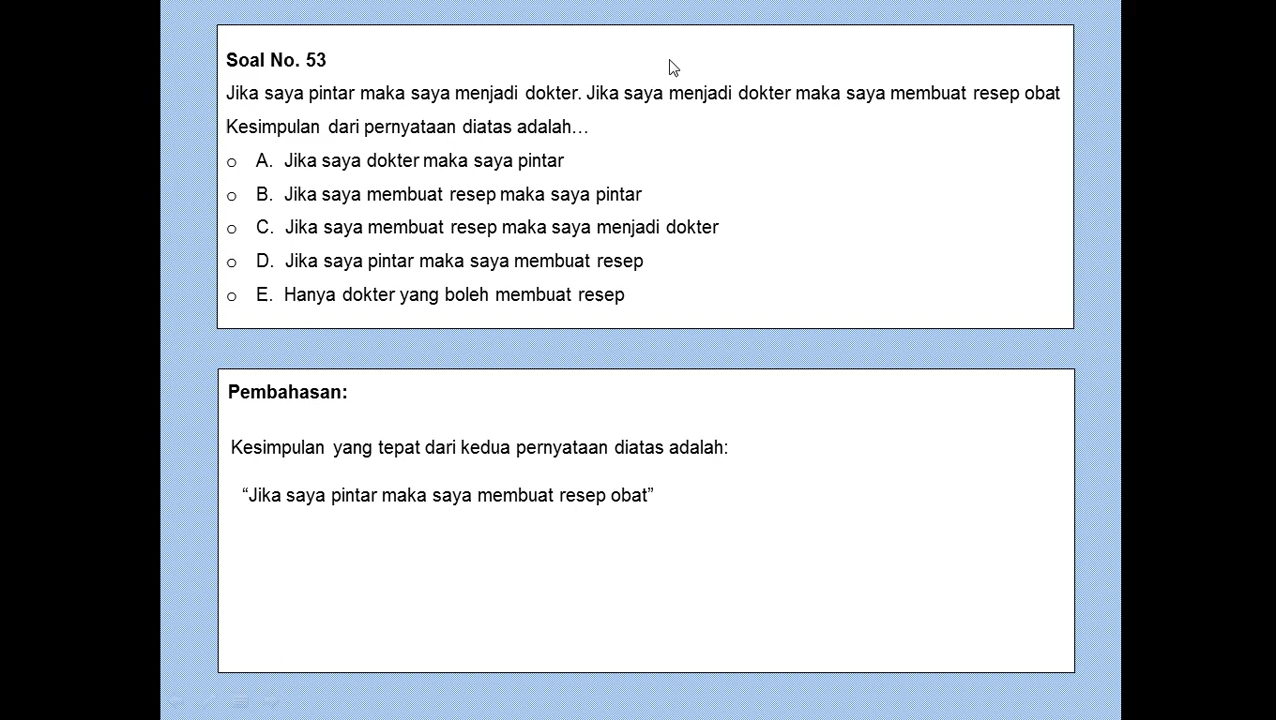 Soal No. 53
Jika saya pintar maka saya menjadi dokter. Jika saya menjadi dokter maka saya membuat resep obat
Kesimpulan dari pernyataan diatas adalah…
o A. Jika saya dokter maka saya pintar
o B. Jika saya membuat resep maka saya pintar
o C. Jika saya membuat resep maka saya menjadi dokter
o D. Jika saya pintar maka saya membuat resep
o E. Hanya dokter yang boleh membuat resep
Pembahasan:
Kesimpulan yang tepat dari kedua pernyataan diatas adalah:
“Jika saya pintar maka saya membuat resep obat”